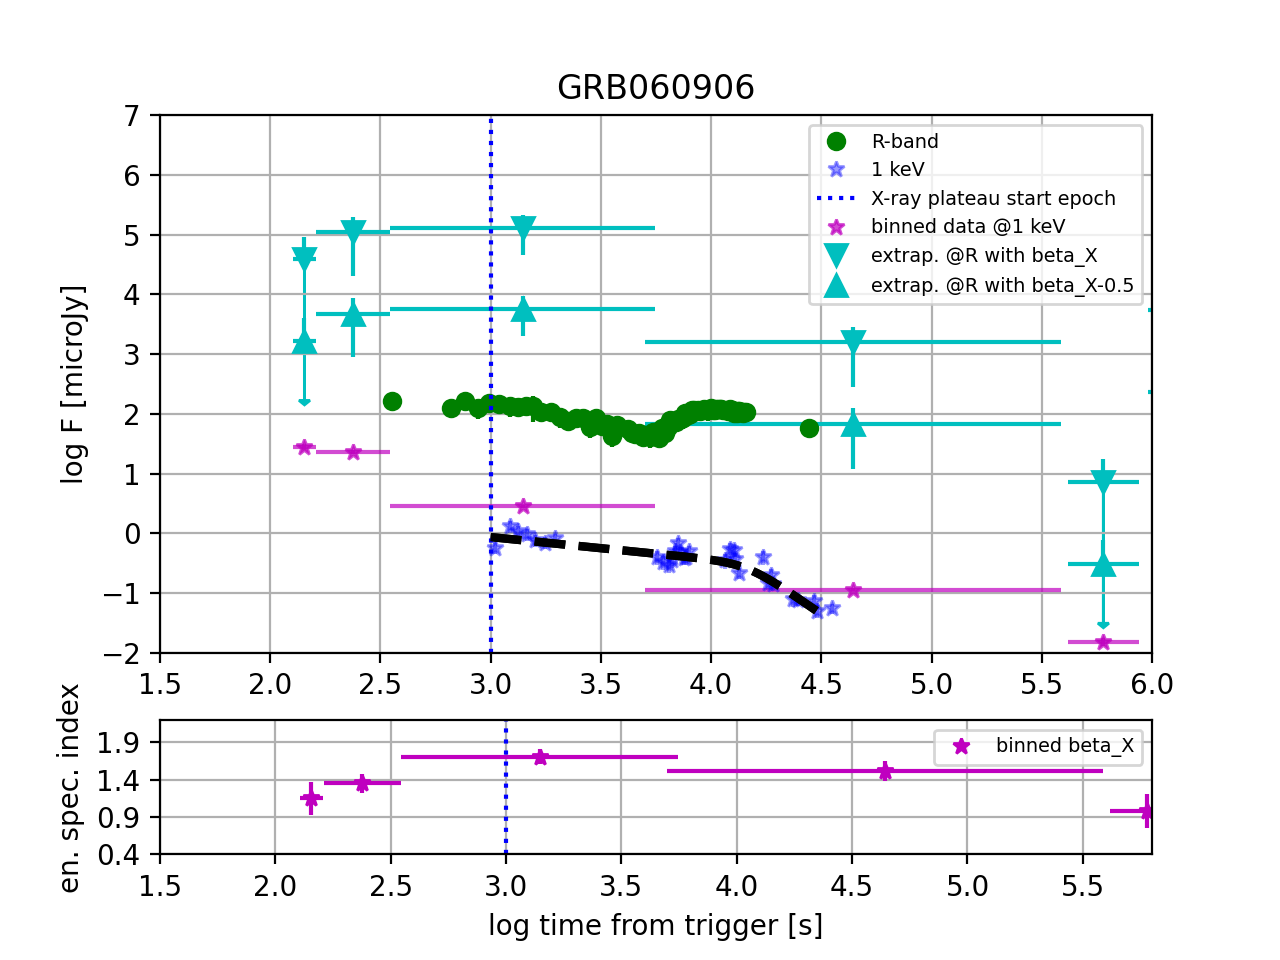 GRB060906
7
6
5
4
3
2
1
0
−1
−2
log F [microJy]
R-band
1 keV
X-ray plateau start epoch
binned data @1 keV
extrap. @R with beta_X
extrap. @R with beta_X-0.5
1.5 2.0 2.5 3.0 3.5 4.0 4.5 5.0 5.5 6.0
1.9
1.4
0.9
0.4
en. spec. index
binned beta_X
1.5 2.0 2.5 3.0 3.5 4.0 4.5 5.0 5.5
log time from trigger [s]